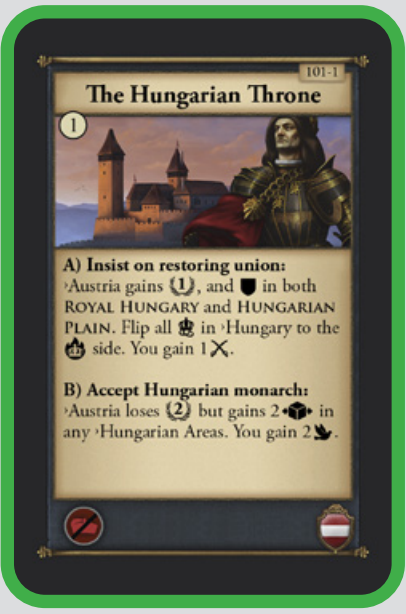 101-1
The Hungarian Throne
1
A) Insist on restoring union:
›Austria gains (1), and in both
ROYAL HUNGARY and HUNGARIAN
PLAIN. Flip all in ›Hungary to the
side. You gain 1.
B) Accept Hungarian monarch:
›Austria loses (2) but gains 2 in
any ›Hungarian Areas. You gain 2.